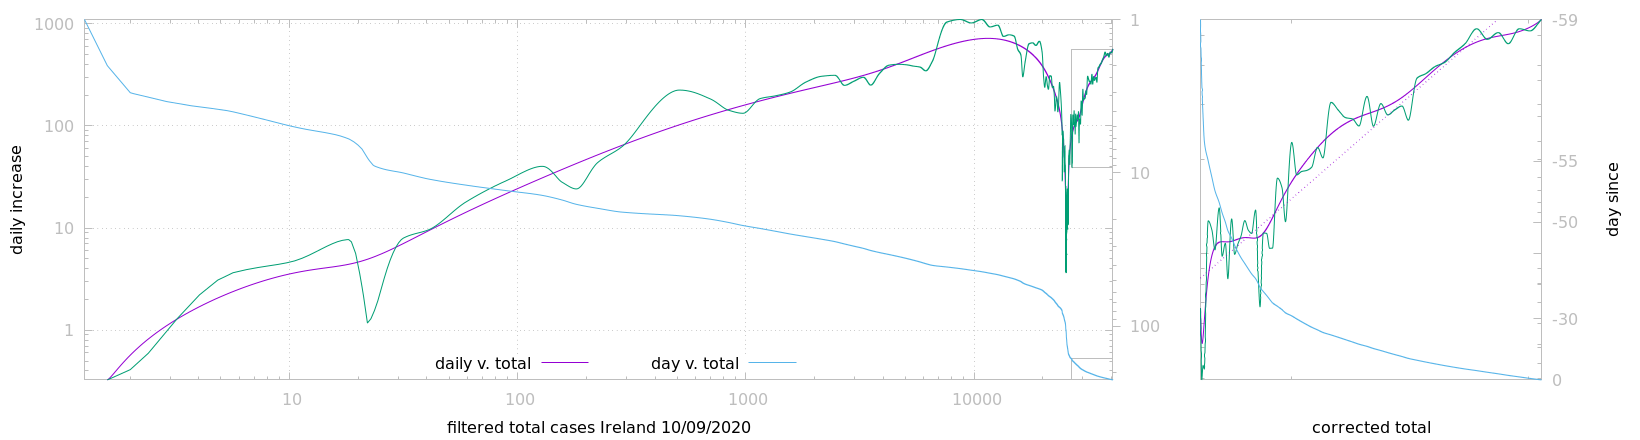 1000
100
10
1
daily increase
10
100
1000
10000
filtered total cases Ireland 10/09/2020
daily v. total
day v. total
1
10
100
-59
-55
-50
-30
0
day since
corrected total